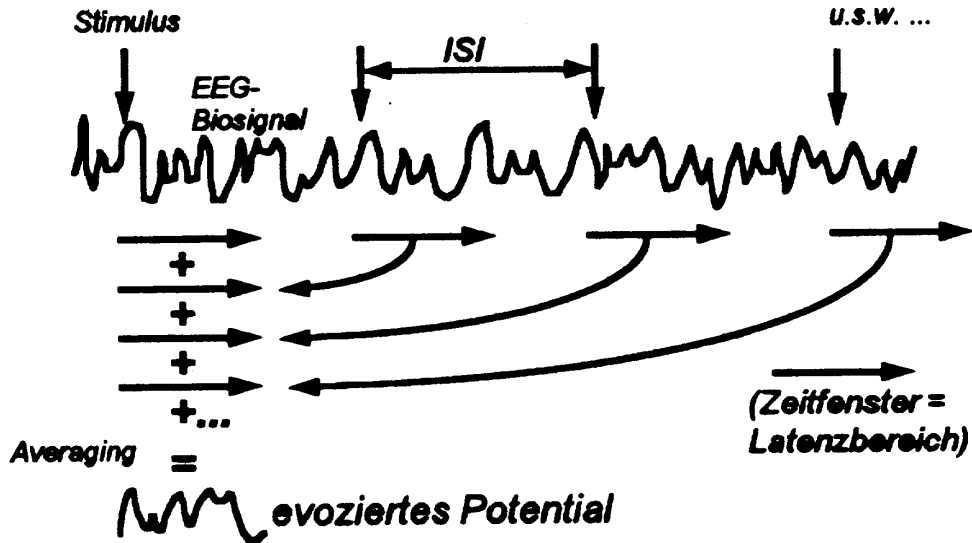 Stimulus
u.s.w. ...
ISI
EEG-
Biosignal
+
+
+
+...
(Zeitfenster =
Latenzbereich)
Averaging
=
evoziertes Potential